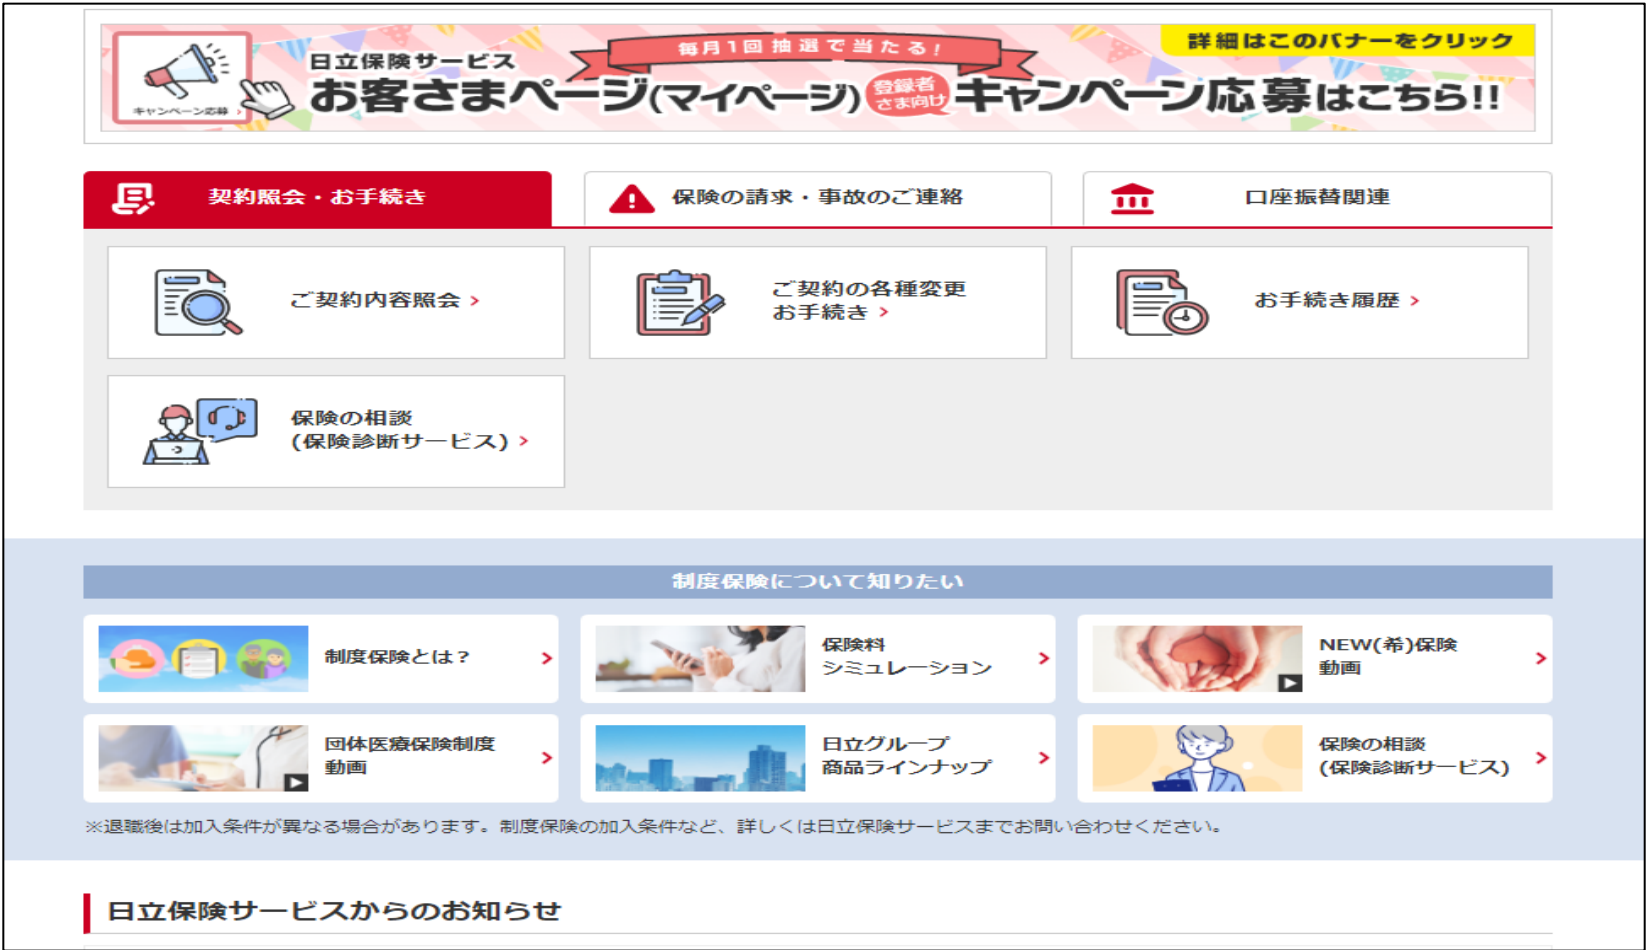 毎月1回抽選で当たる!
詳細はこのバナーをクリック
日立保険サービス
お客さまページ(マイページ) 登録者さま向け キャンペーン応募はこちら!!
キャンペーン応募
契約照会・お手続き
保険の請求・事故のご連絡
口座振替関連
ご契約内容照会
ご契約の各種変更
お手続き
お手続き履歴
保険の相談
(保険診断サービス)
制度保険について知りたい
制度保険とは？
保険料
シミュレーション
NEW(希)保険
動画
団体医療保険制度
動画
日立グループ
商品ラインナップ
保険の相談
(保険診断サービス)
※退職後は加入条件が異なる場合があります。制度保険の加入条件など、詳しくは日立保険サービスまでお問い合わせください。
日立保険サービスからのお知らせ